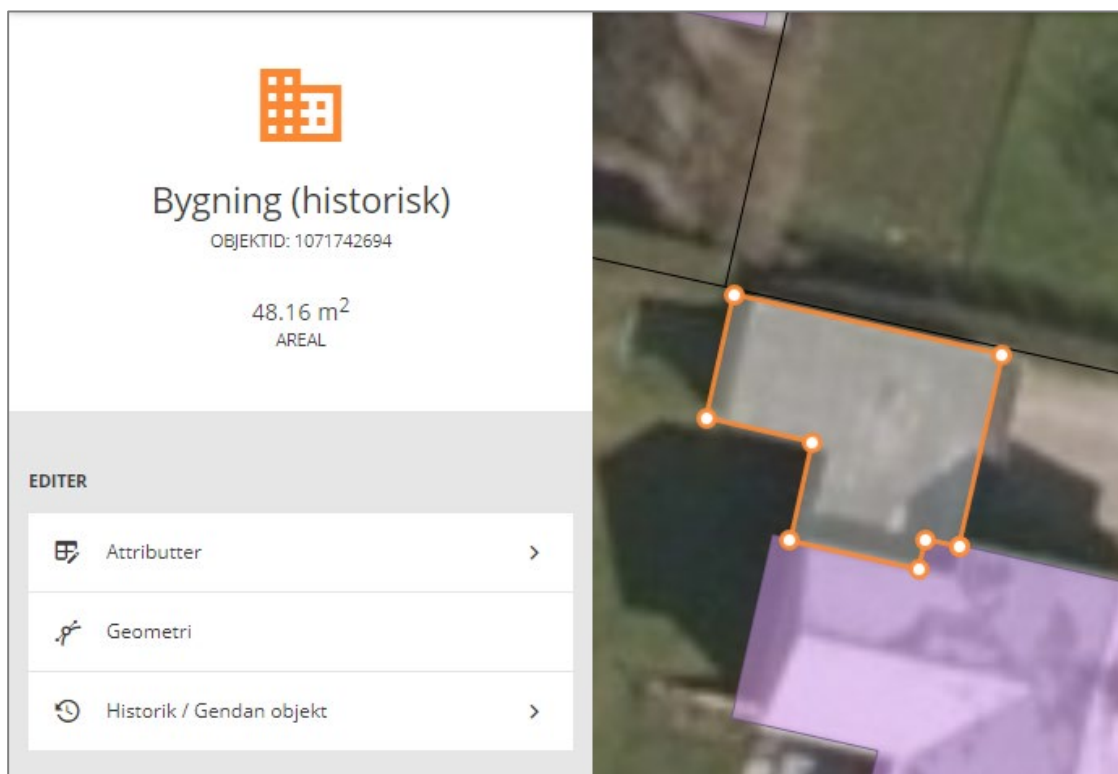 Bygning (historisk)
OBJEKTID: 1071742694
48.16 m²
AREAL
EDITER
Attributter
Geometri
Historik / Gendan objekt